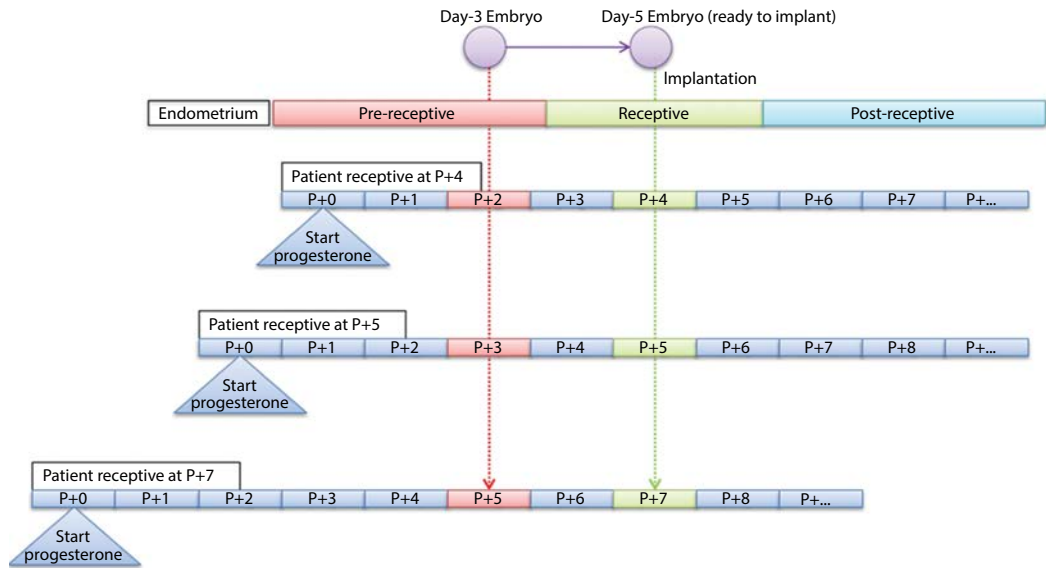 Day-3 Embryo
Day-5 Embryo (ready to implant)
Implantation
Endometrium Pre-receptive Receptive Post-receptive
Patient receptive at P+4
P+0 P+1 P+2 P+3 P+4 P+5 P+6 P+7 P+...
Start
progesterone
Patient receptive at P+5
P+0 P+1 P+2 P+3 P+4 P+5 P+6 P+7 P+8 P+...
Start
progesterone
Patient receptive at P+7
P+0 P+1 P+2 P+3 P+4 P+5 P+6 P+7 P+8 P+...
Start
progesterone